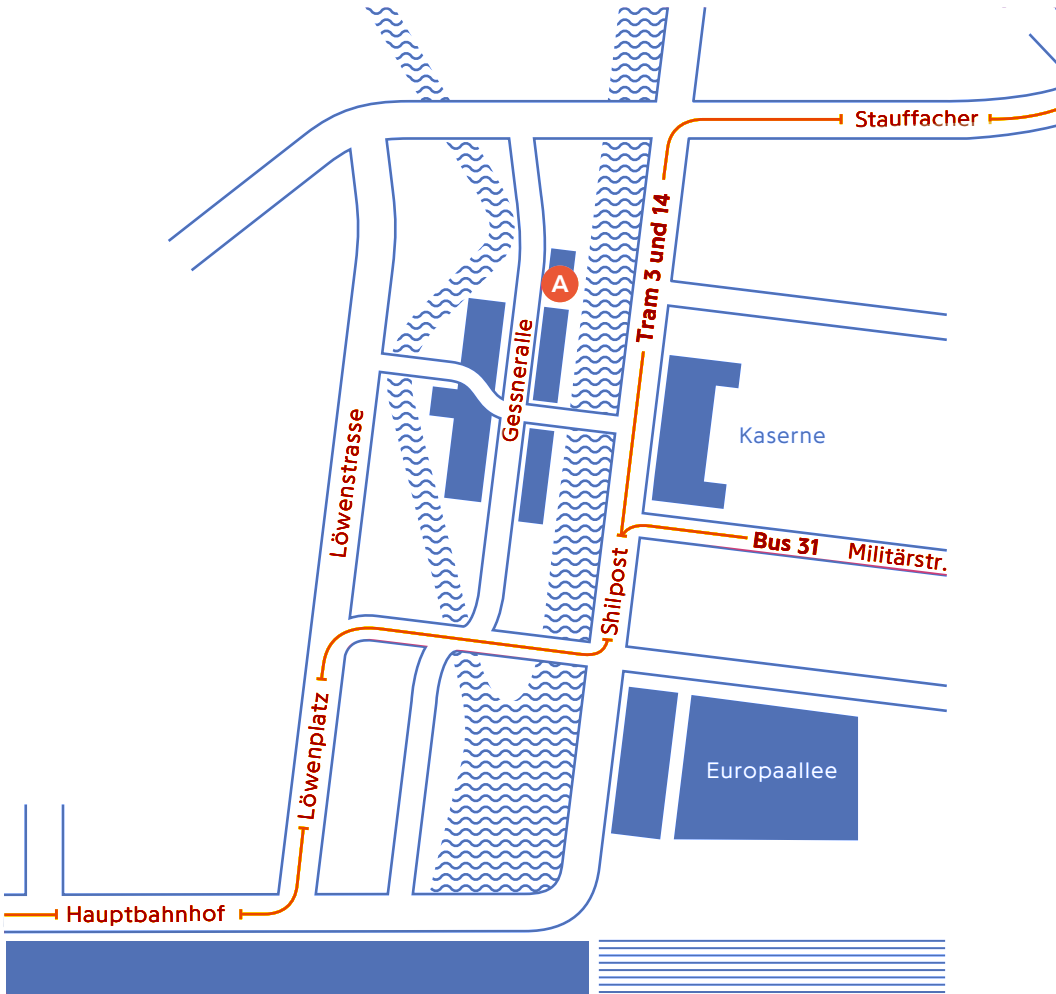 Stauffacher
Tram 3 und 14
A
Gessneralle
Löwenstrasse
Kaserne
Bus 31
Militärstr.
Shilpost
Löwenplatz
Europaallee
Hauptbahnhof